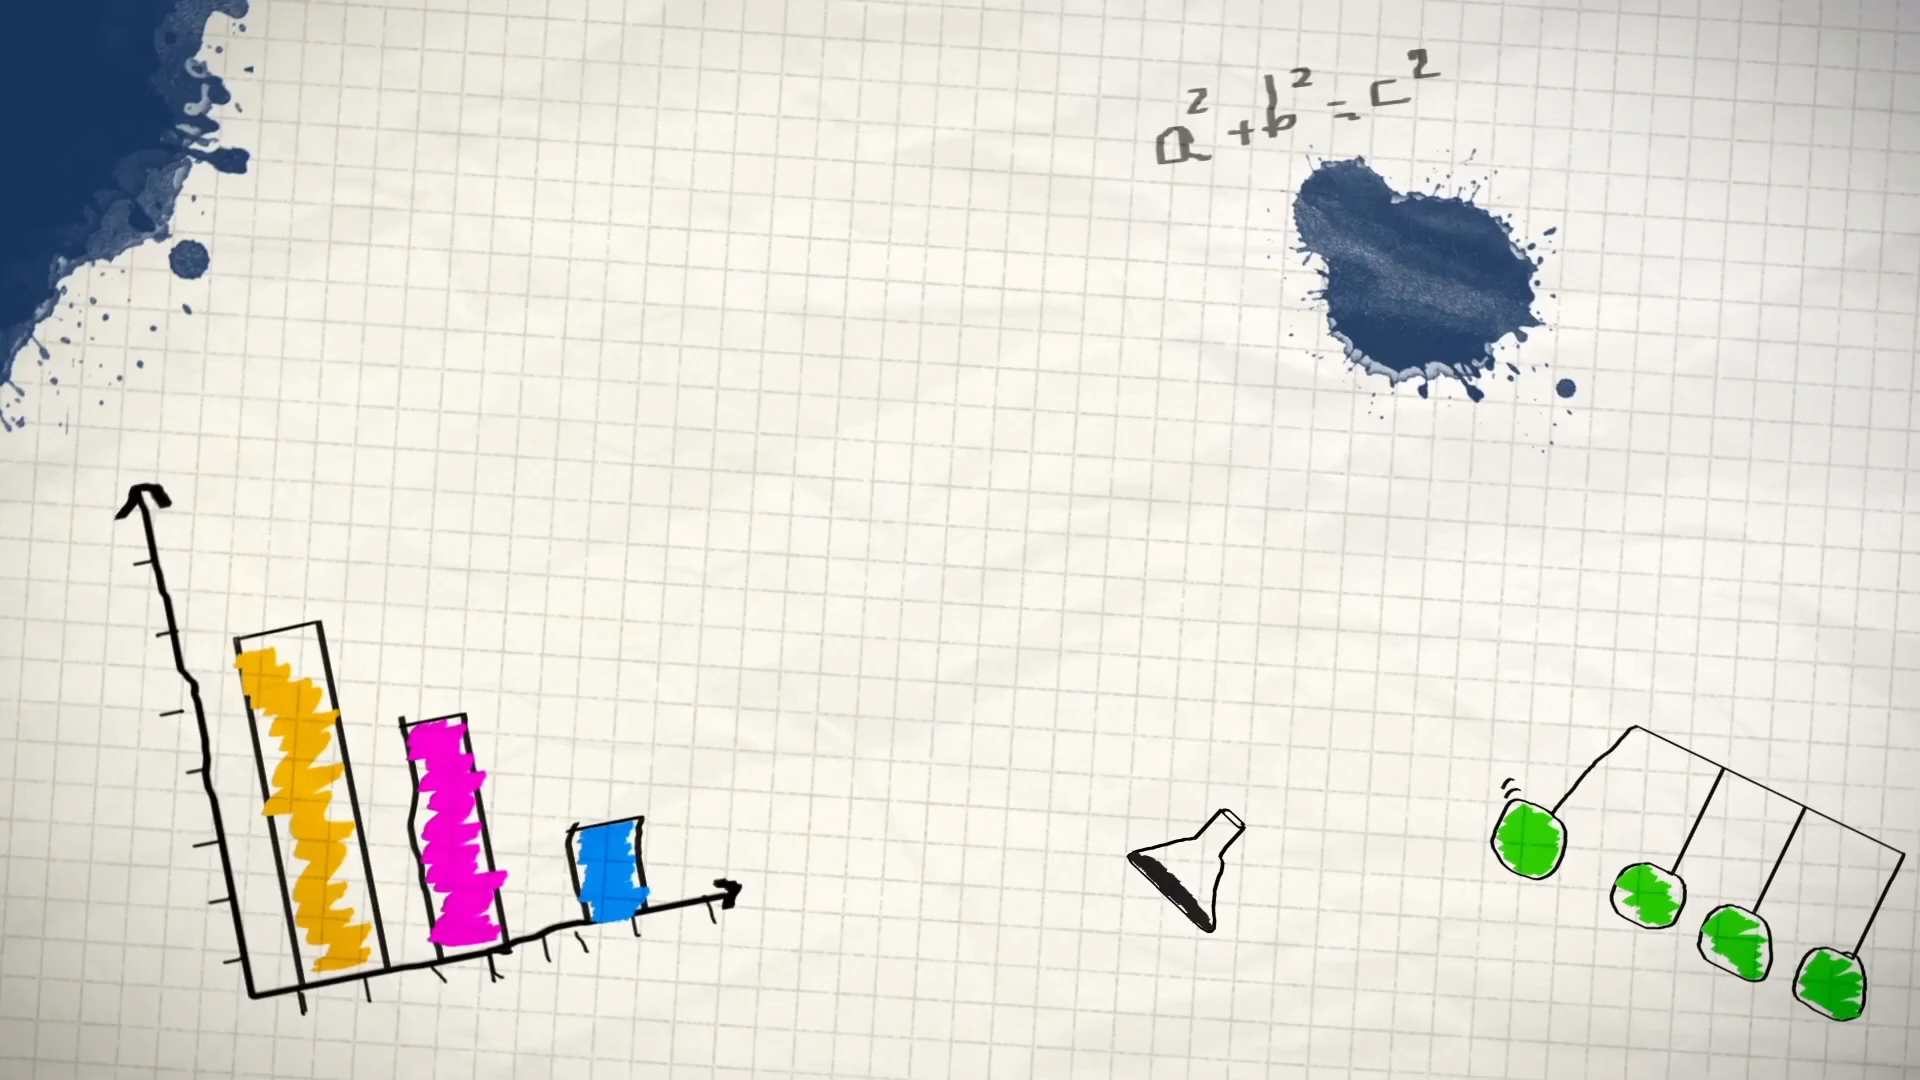 a² + b² = c²